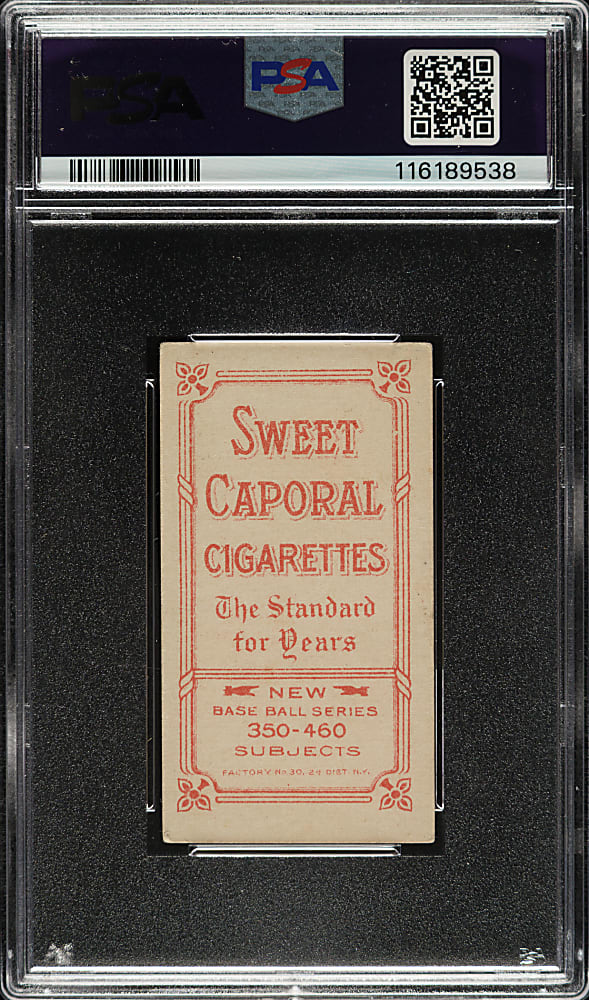 PSA
PSA
116189538
SWEET
CAPORAL
CIGARETTES
The Standard
for Years
NEW
BASE BALL SERIES
350-460
SUBJECTS
FACTORY No 30, 2d DIST. N.Y.